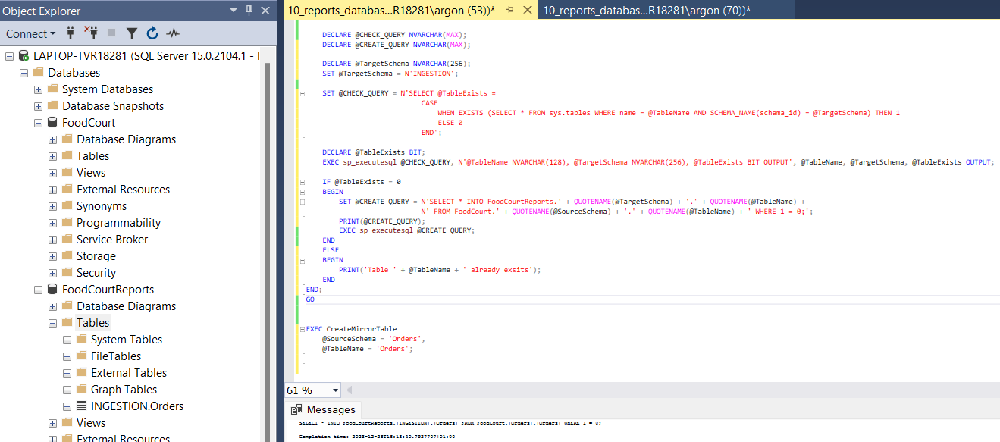 Object Explorer
Connect
LAPTOP-TVR18281 (SQL Server 15.0.2104.1 -
Databases
System Databases
Database Snapshots
FoodCourt
Database Diagrams
Tables
Views
External Resources
Synonyms
Programmability
Service Broker
Storage
Security
FoodCourtReports
Database Diagrams
Tables
System Tables
FileTables
External Tables
Graph Tables
INGESTION.Orders
Views
External Resources
10_reports_databas...R18281\argon (53))*
10_reports_databas...R18281\argon (70))*
DECLARE @CHECK_QUERY NVARCHAR(MAX);
DECLARE @CREATE_QUERY NVARCHAR(MAX);
DECLARE @TargetSchema NVARCHAR(256);
SET @TargetSchema = N'INGESTION';
SET @CHECK_QUERY = N'SELECT @TableExists =
CASE
WHEN EXISTS (SELECT * FROM sys.tables WHERE name = @TableName AND SCHEMA_NAME(schema_id) = @TargetSchema) THEN 1
ELSE 0
END';
DECLARE @TableExists BIT;
EXEC sp_executesql @CHECK_QUERY, N'@TableName NVARCHAR(128), @TargetSchema NVARCHAR(256), @TableExists BIT OUTPUT', @TableName, @TargetSchema, @TableExists OUTPUT;
IF @TableExists = 0
BEGIN
SET @CREATE_QUERY = N'SELECT * INTO FoodCourtReports.' + QUOTENAME(@TargetSchema) + '.' + QUOTENAME(@TableName) +
N' FROM FoodCourt.' + QUOTENAME(@SourceSchema) + '.' + QUOTENAME(@TableName) + ' WHERE 1 = 0;';
PRINT(@CREATE_QUERY);
EXEC sp_executesql @CREATE_QUERY;
END
ELSE
BEGIN
PRINT('Table ' + @TableName + ' already exsits');
END
END;
GO
EXEC CreateMirrorTable
@SourceSchema = 'Orders',
@TableName = 'Orders';
61 %
Messages
SELECT * INTO FoodCourtReports.[INGESTION].[Orders] FROM FoodCourt.[Orders].[Orders] WHERE 1 = 0;
Completion time: 2023-12-26T16:13:40.7927707+01:00